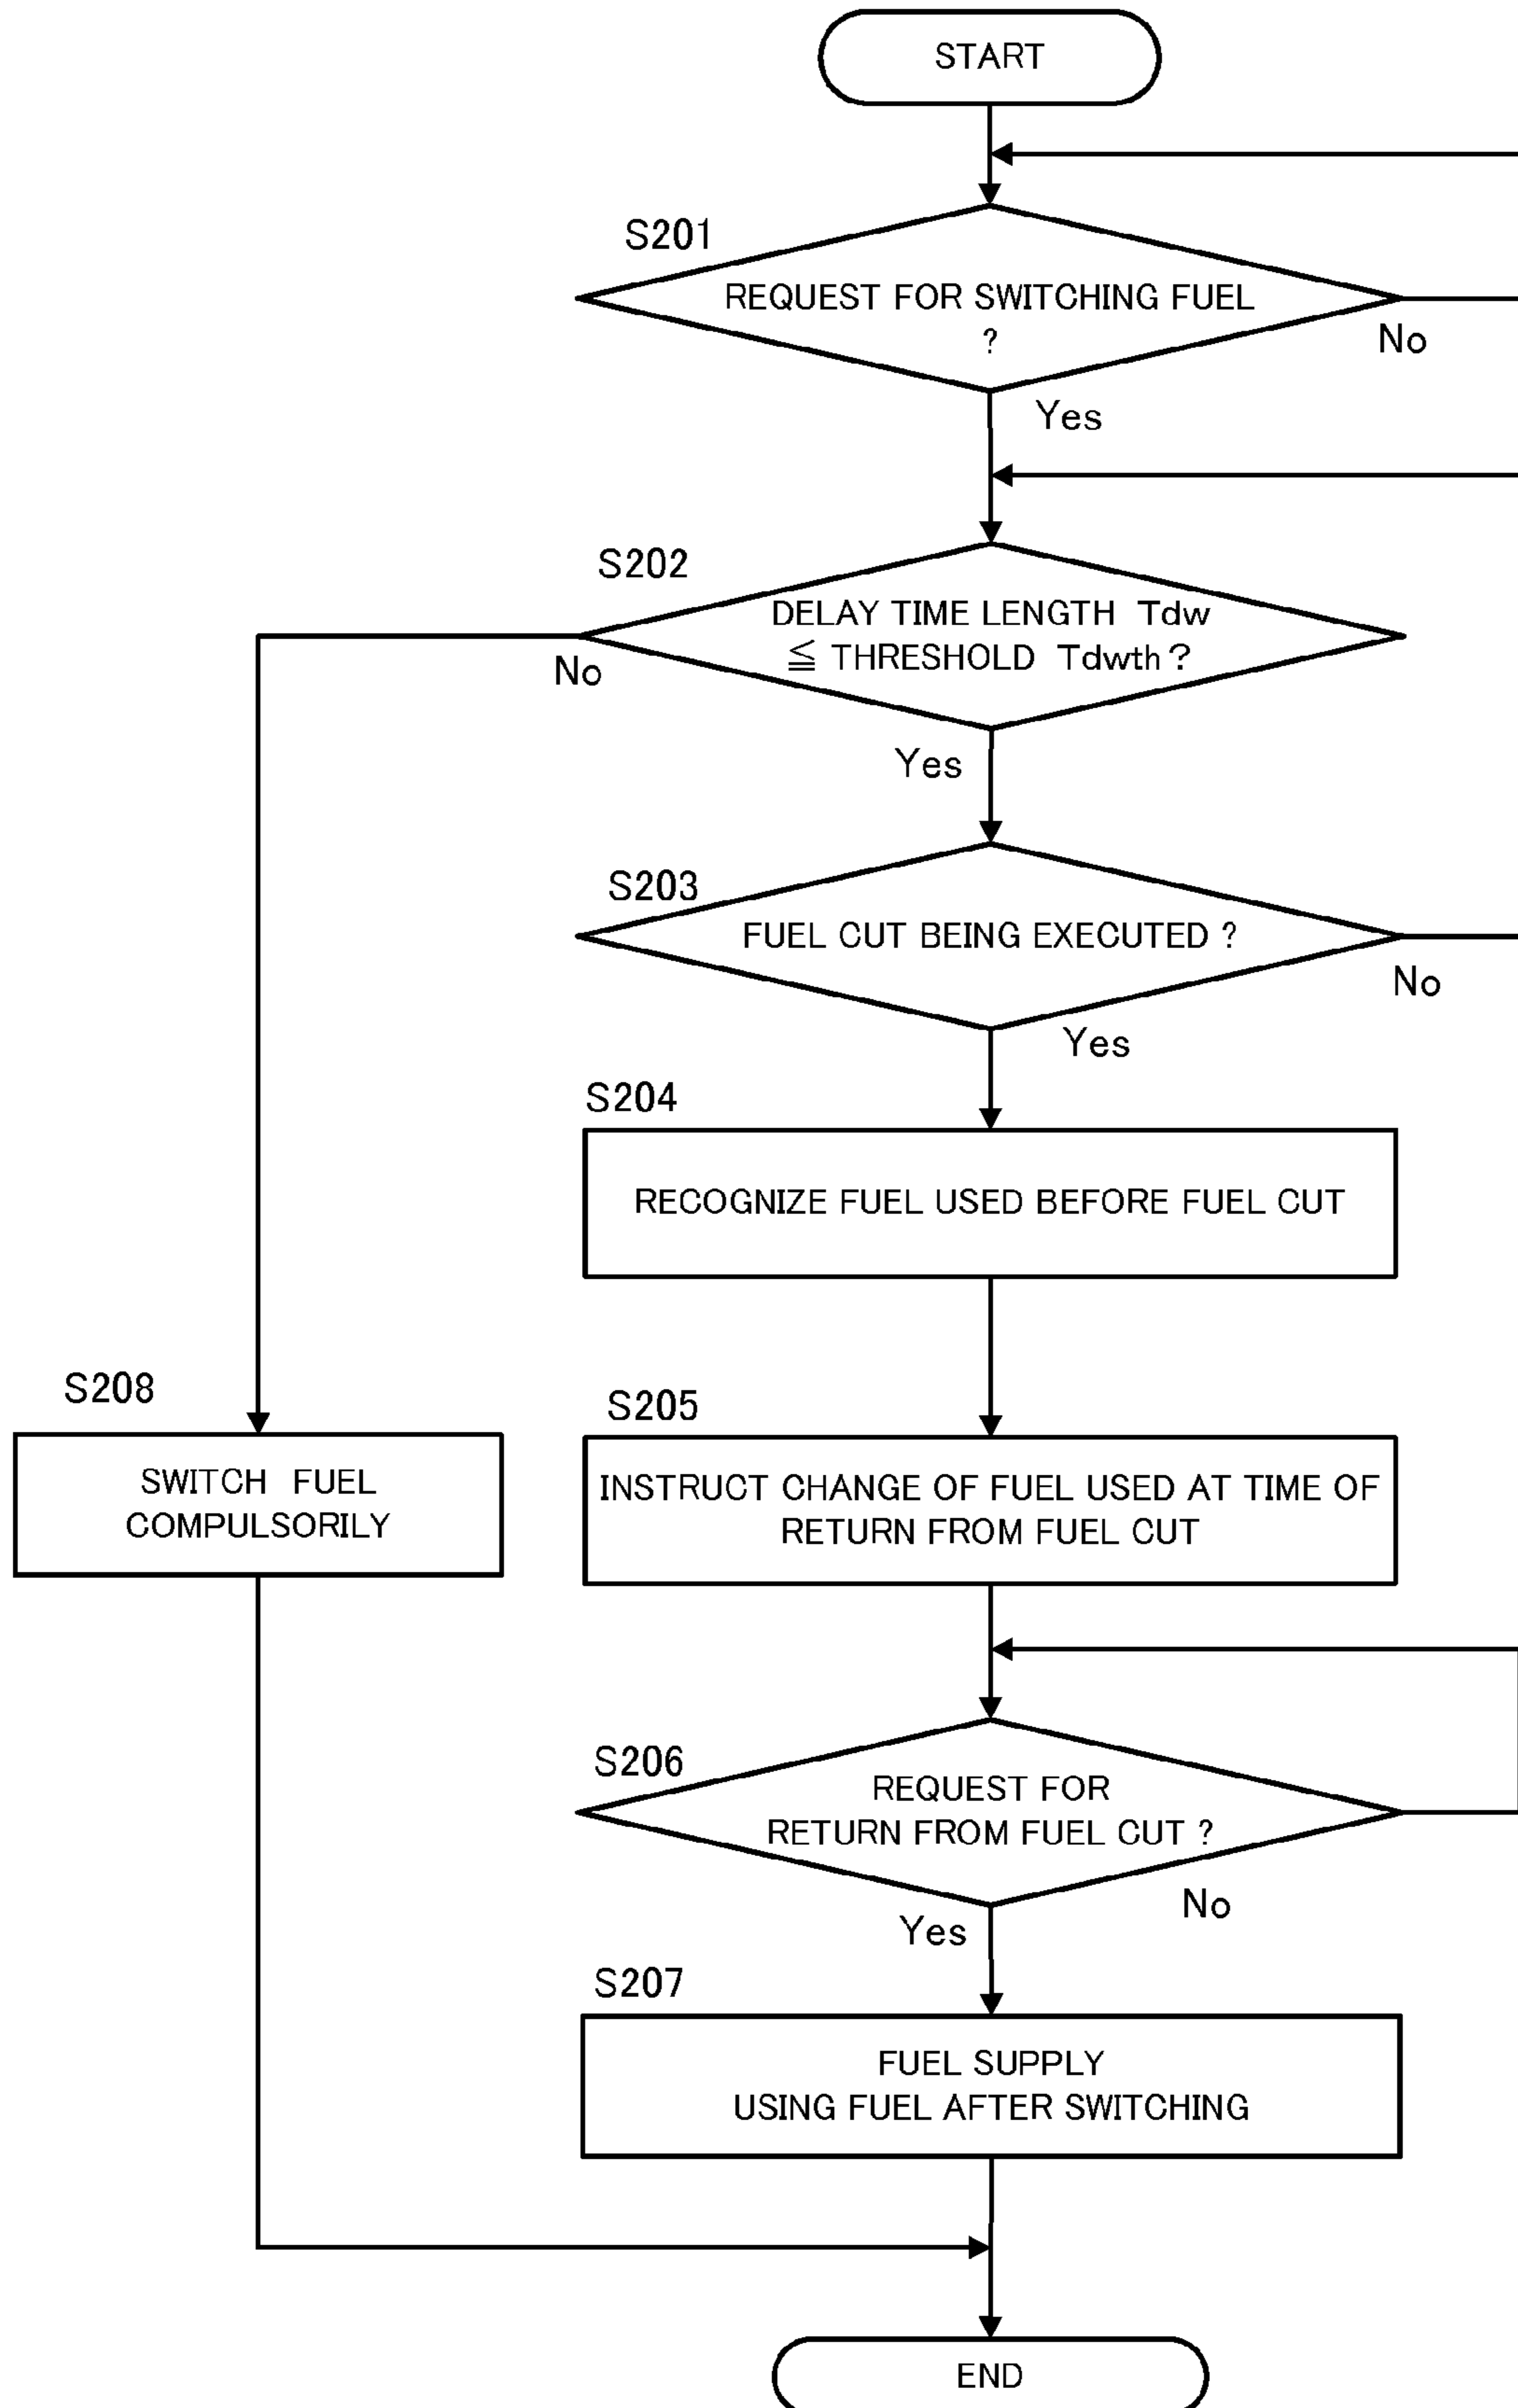 START
S201
REQUEST FOR SWITCHING FUEL
?
No
Yes
S202
DELAY TIME LENGTH Tdw
≦ THRESHOLD Tdwth?
No
Yes
S203
FUEL CUT BEING EXECUTED ?
No
Yes
S204
RECOGNIZE FUEL USED BEFORE FUEL CUT
S208
SWITCH FUEL
COMPULSORILY
S205
INSTRUCT CHANGE OF FUEL USED AT TIME OF
RETURN FROM FUEL CUT
S206
REQUEST FOR
RETURN FROM FUEL CUT ?
No
Yes
S207
FUEL SUPPLY
USING FUEL AFTER SWITCHING
END